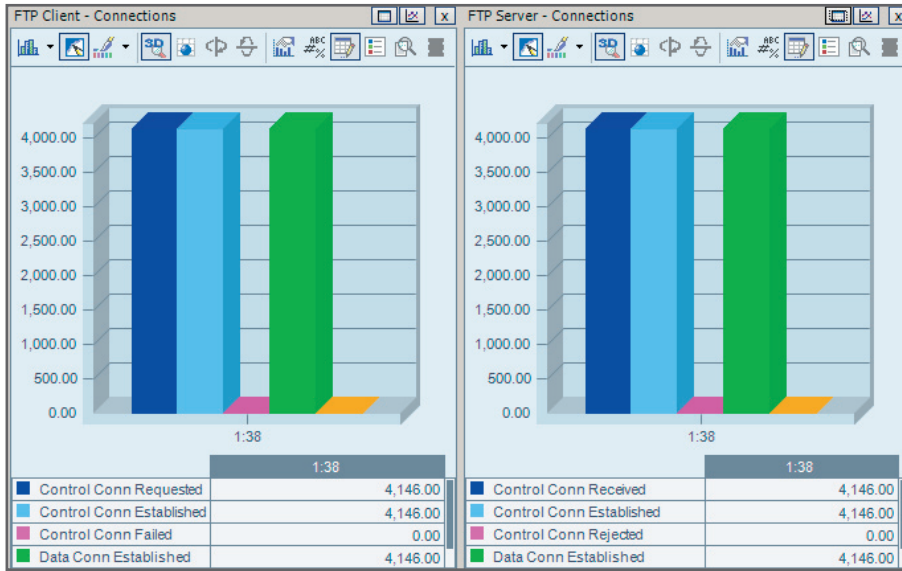 FTP Client - Connections
x
3D
ABC
#%
4,000.00
3,500.00
3,000.00
2,500.00
2,000.00
1,500.00
1,000.00
500.00
0.00
1:38
1:38
Control Conn Requested 4,146.00
Control Conn Established 4,146.00
Control Conn Failed 0.00
Data Conn Established 4,146.00
FTP Server - Connections
x
3D
ABC
#%
4,000.00
3,500.00
3,000.00
2,500.00
2,000.00
1,500.00
1,000.00
500.00
0.00
1:38
1:38
Control Conn Received 4,146.00
Control Conn Established 4,146.00
Control Conn Rejected 0.00
Data Conn Established 4,146.00